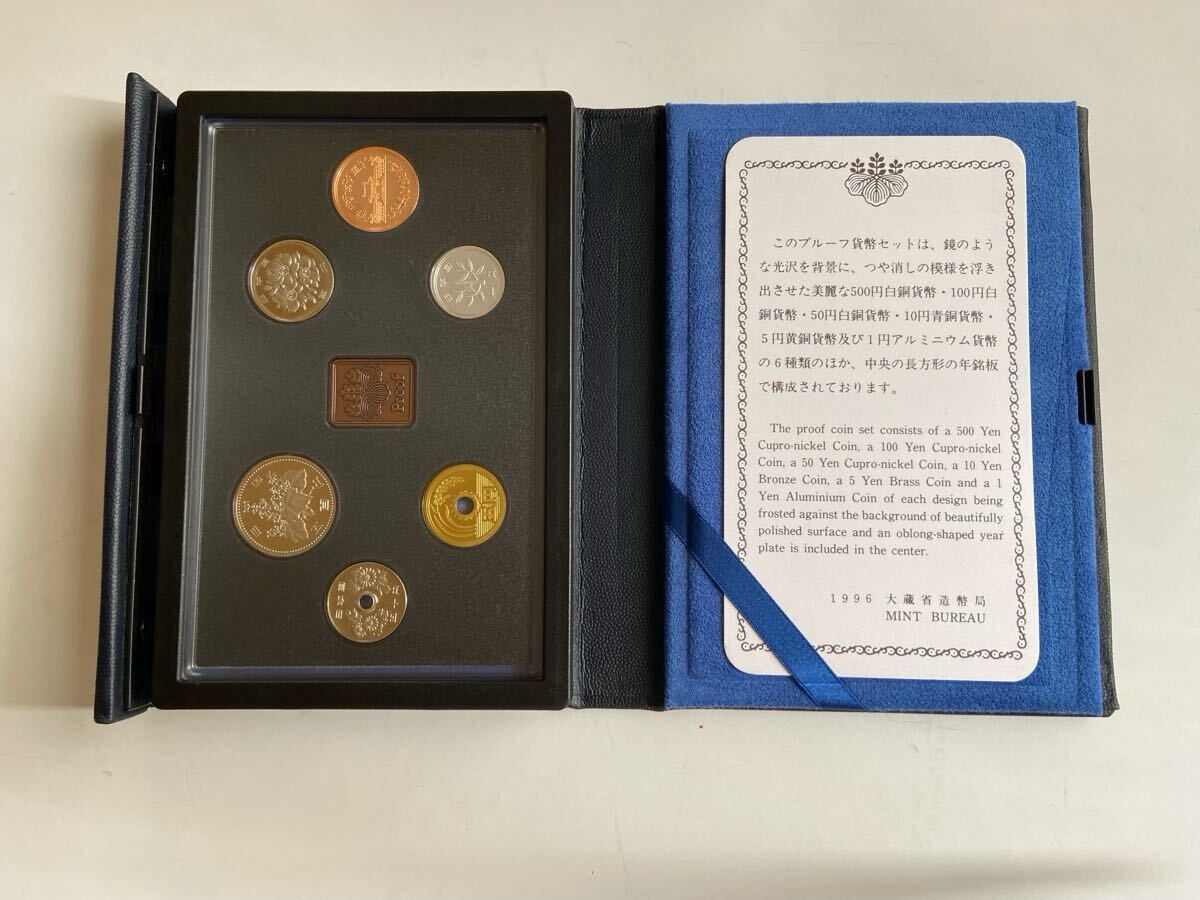 Proof
このプルーフ貨幣セットは、鏡のよう
な光沢を背景に、つや消しの模様を浮き
出させた美麗な500円白銅貨幣・100円白
銅貨幣・50円白銅貨幣・10円青銅貨幣・
5円黄銅貨幣及び1円アルミニウム貨幣
の6種類のほか、中央の長方形の年銘板
で構成されております。
The proof coin set consists of a 500 Yen
Cupro-nickel Coin, a 100 Yen Cupro-nickel
Coin, a 50 Yen Cupro-nickel Coin, a 10 Yen
Bronze Coin, a 5 Yen Brass Coin and a 1
Yen Aluminium Coin of each design being
frosted against the background of beautifully
polished surface and an oblong-shaped year
plate is included in the center.
1996 大蔵省造幣局
MINT BUREAU